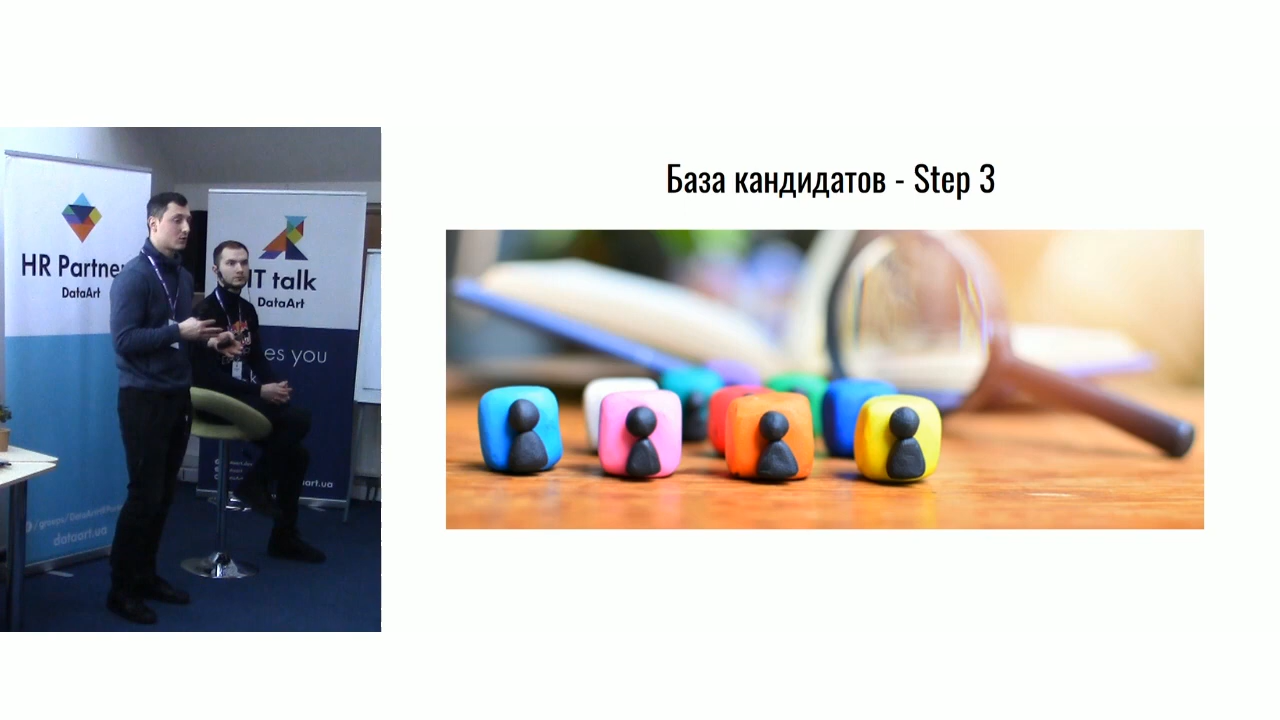 База кандидатов - Step 3
HR Partner
DataArt
IT talk
DataArt
es you
dataart.ua